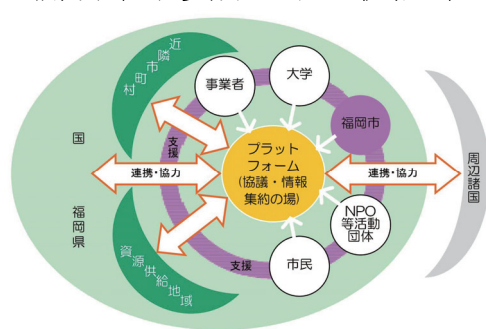 近隣市町村
事業者
大学
福岡市
国
支援
プラット
フォーム
(協議・情報
集約の場)
連携・協力
連携・協力
周辺諸国
福岡県
NPO
等活動
団体
資源供給地域
支援
市民